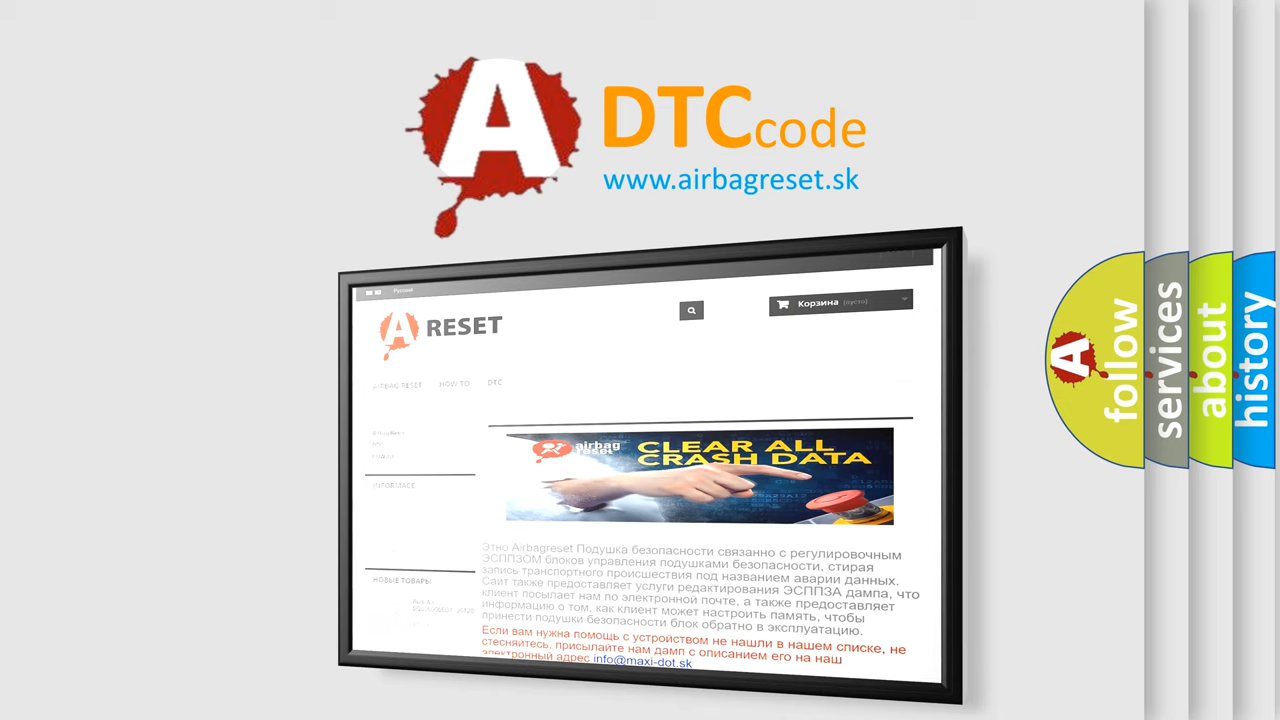 A
DTC code
www.airbagreset.sk
Русский
Корзина (пусто)
A RESET
AIRBAG RESET HOW TO DTC
INFORMACE
airbag
reset
CLEAR ALL
CRASH DATA
Этно Airbagreset Подушка безопасности связанно с регулировочным
ЭСППЗОМ блоков управления подушками безопасности, стирая
запись транспортного происшествия под названием аварии данных.
Сайт также предоставляет услуги редактирования ЭСППЗА дампа, что
клиент посылает нам по электронной почте, а также предоставляет
информацию о том, как клиент может настроить память, чтобы
принести подушки безопасности блок обратно в эксплуатацию.
Если вам нужна помощь с устройством не нашли в нашем списке, не
стесняйтесь, присылайте нам дамп с описанием его на наш
электронный адрес info@maxi-dot.sk
НОВЫЕ ТОВАРЫ
A
follow
services
about
history